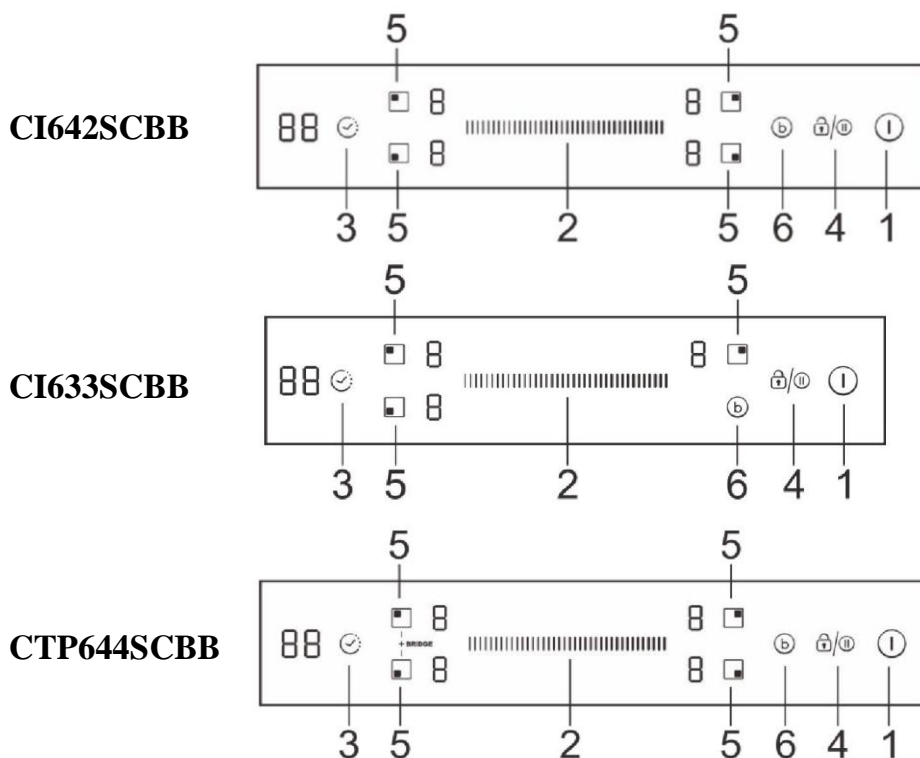 5 5
CI642SCBB
88 8 8 b
8 8
3 5 2 5 6 4 1
5 5
CI633SCBB
88 8 8
8 b
3 5 2 6 4 1
5 5
CTP644SCBB
88 8 8 b
+ BRIDGE
8 8
3 5 2 5 6 4 1